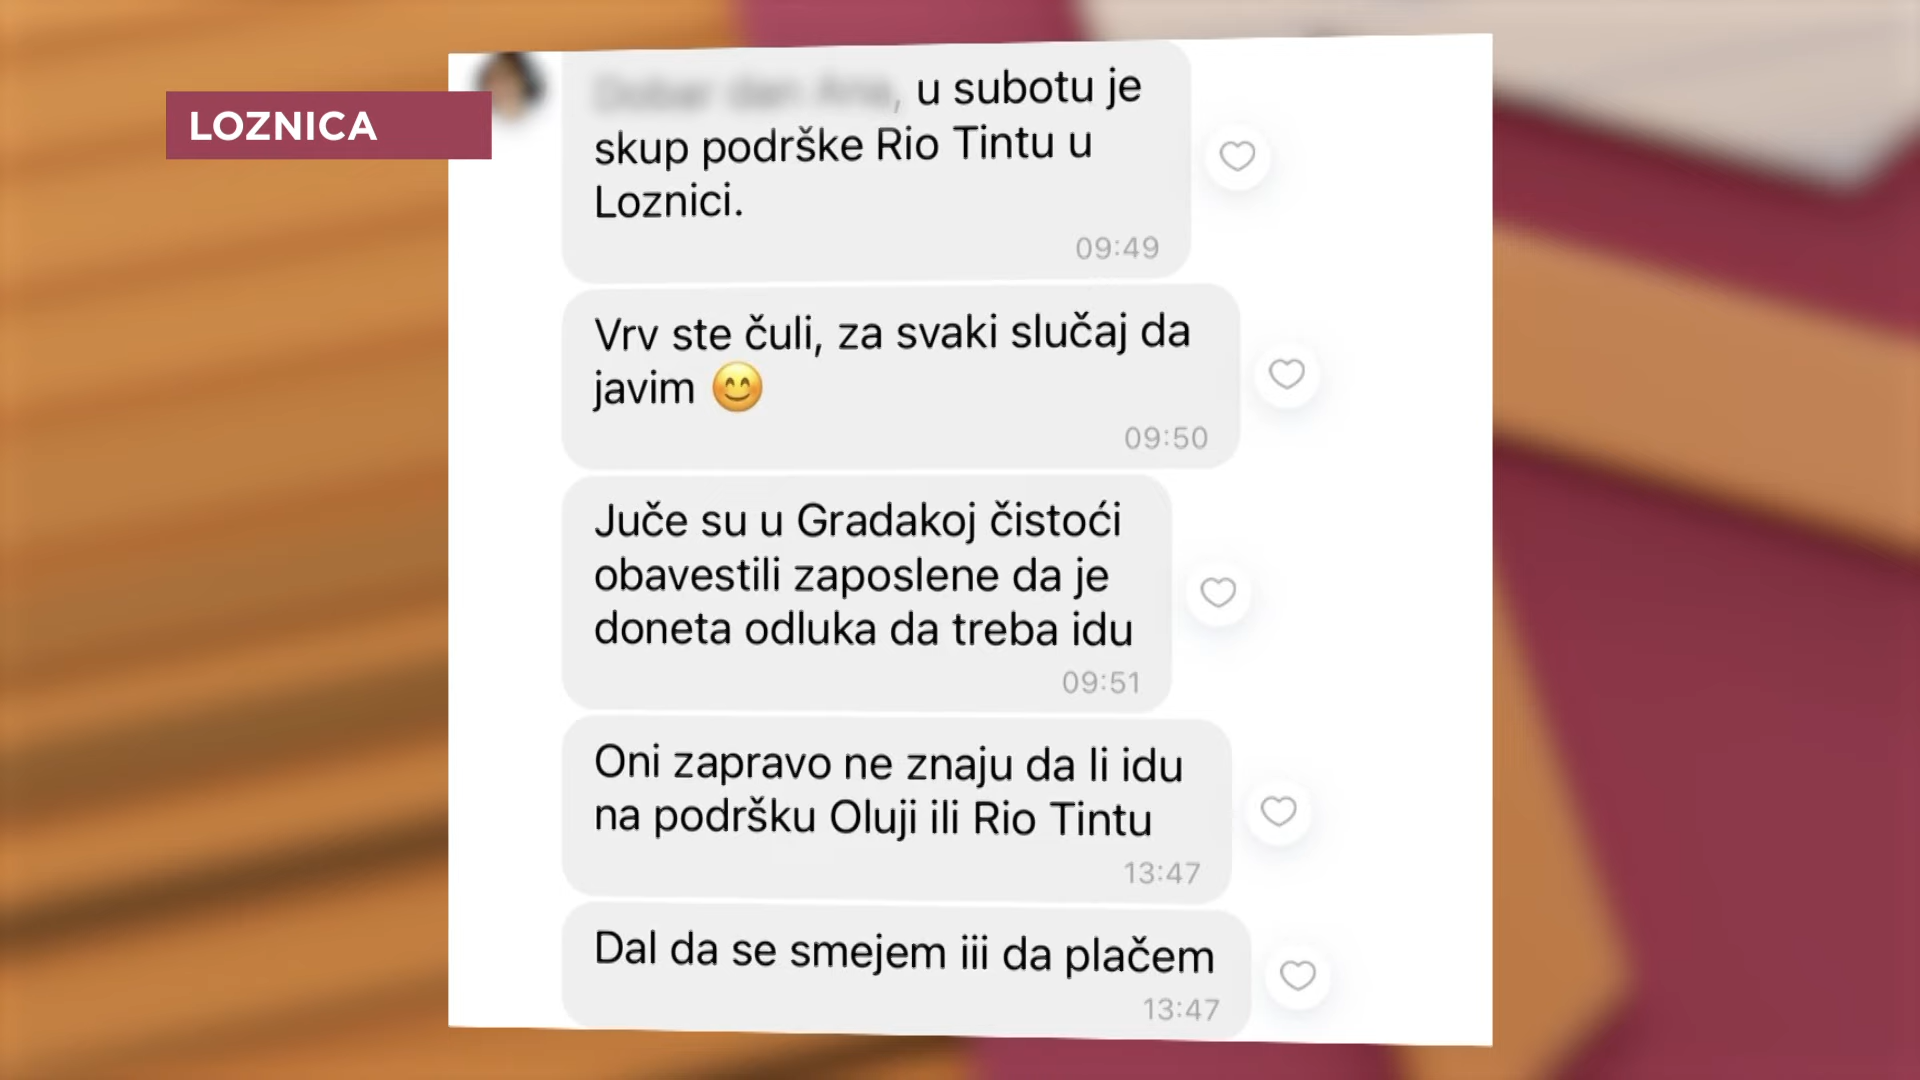 LOZNICA
, u subotu je
skup podrške Rio Tintu u
Loznici.
09:49
Vrv ste čuli, za svaki slučaj da
javim 😊
09:50
Juče su u Gradakoj čistoći
obavestili zaposlene da je
doneta odluka da treba idu
09:51
Oni zapravo ne znaju da li idu
na podršku Oluji ili Rio Tintu
13:47
Dal da se smejem iii da plačem
13:47